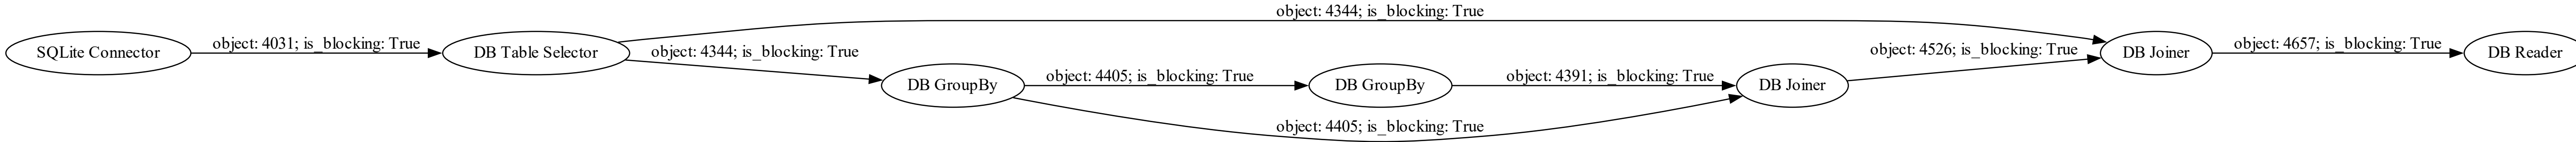 SQLite Connector
object: 4031; is_blocking: True
DB Table Selector
object: 4344; is_blocking: True
object: 4344; is_blocking: True
DB GroupBy
object: 4405; is_blocking: True
object: 4405; is_blocking: True
DB GroupBy
object: 4391; is_blocking: True
DB Joiner
object: 4526; is_blocking: True
DB Joiner
object: 4657; is_blocking: True
DB Reader